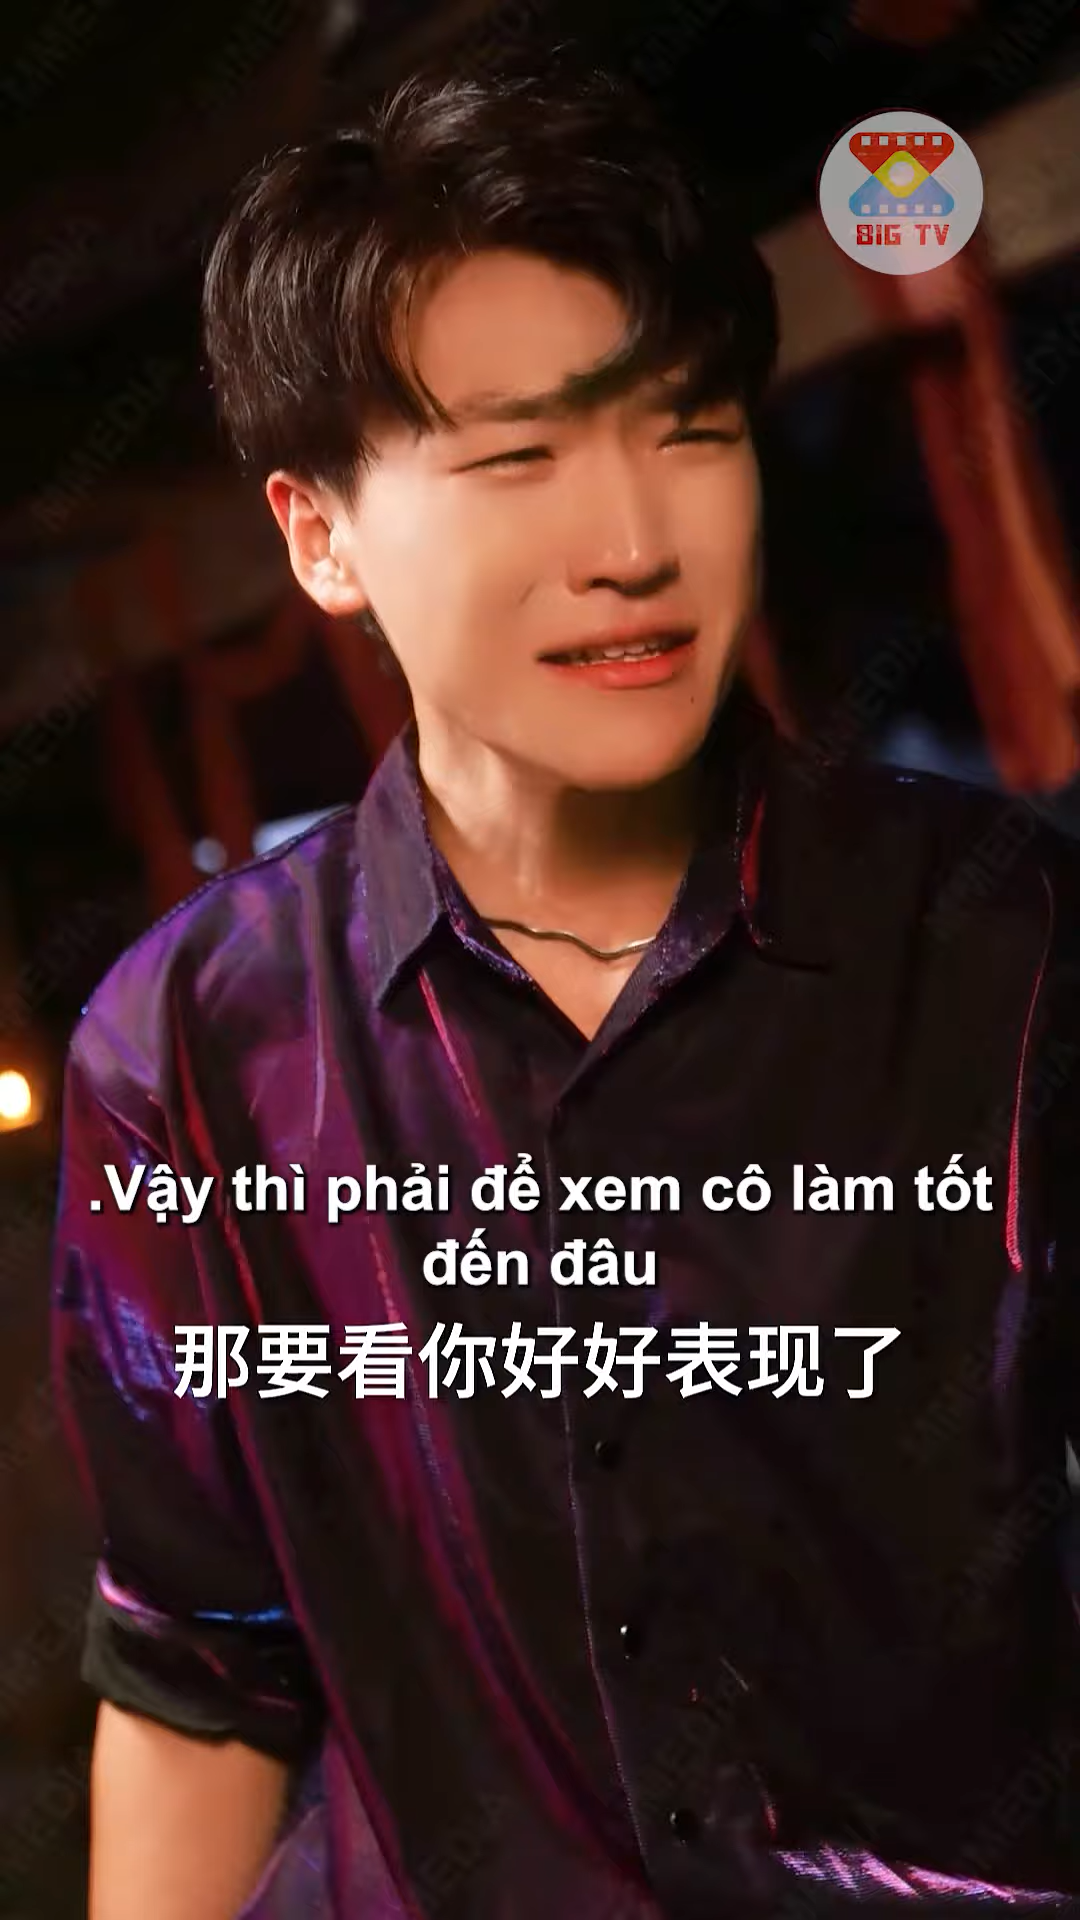 BIG TV
.Vậy thì phải để xem cô làm tốt
đến đâu
那要看你好好表现了
MMEDIA